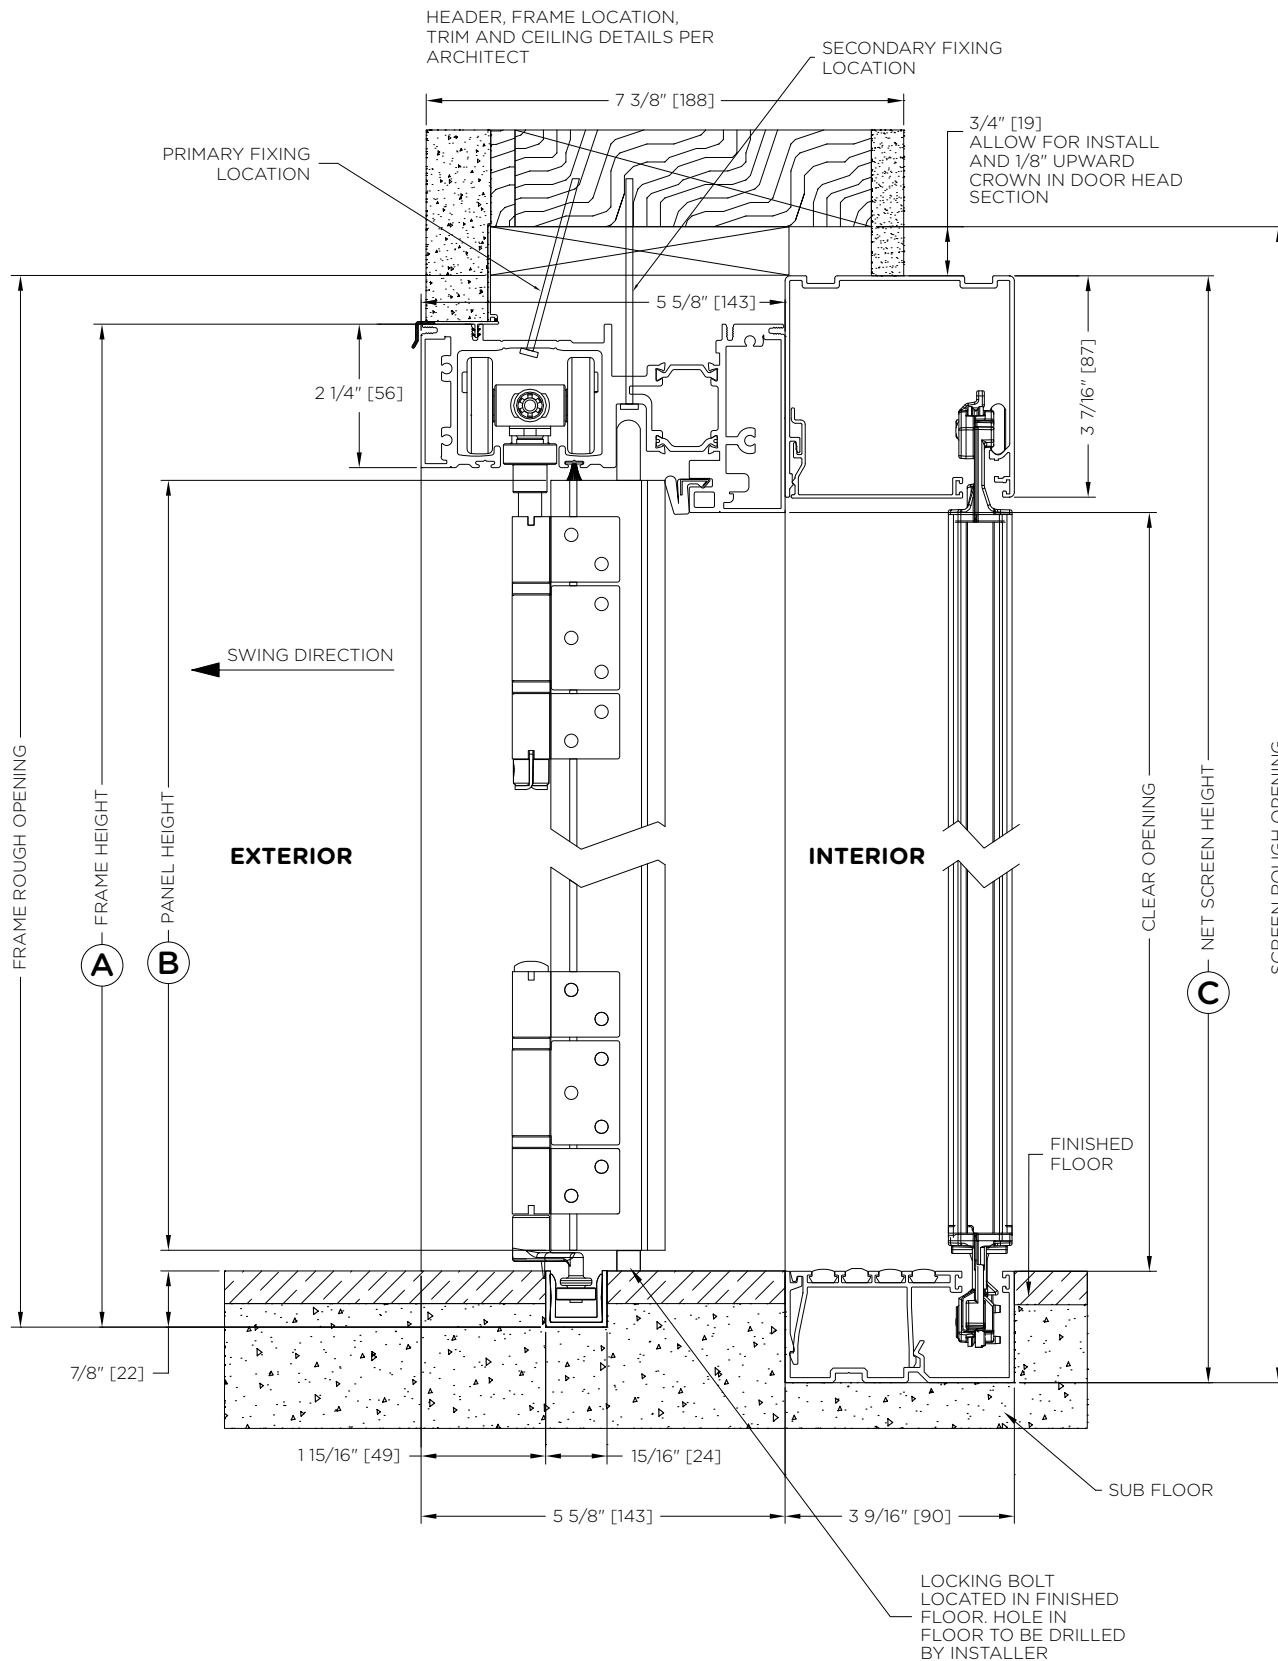 HEADER, FRAME LOCATION,
TRIM AND CEILING DETAILS PER
ARCHITECT
SECONDARY FIXING
LOCATION
7 3/8" [188]
3/4" [19]
ALLOW FOR INSTALL
AND 1/8" UPWARD
CROWN IN DOOR HEAD
SECTION
PRIMARY FIXING
LOCATION
5 5/8" [143]
2 1/4" [56]
3 7/16" [87]
SWING DIRECTION
FRAME ROUGH OPENING
FRAME HEIGHT
A
PANEL HEIGHT
B
EXTERIOR
INTERIOR
CLEAR OPENING
NET SCREEN HEIGHT
C
SCREEN ROUGH OPENING
FINISHED
FLOOR
7/8" [22]
1 15/16" [49]
15/16" [24]
SUB FLOOR
5 5/8" [143]
3 9/16" [90]
LOCKING BOLT
LOCATED IN FINISHED
FLOOR. HOLE IN
FLOOR TO BE DRILLED
BY INSTALLER